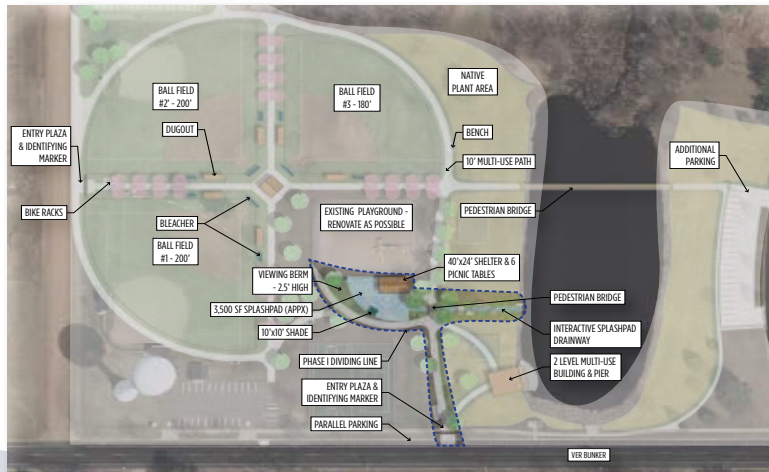 BALL FIELD
#2' - 200'
BALL FIELD
#3 - 180'
NATIVE
PLANT AREA
DUGOUT
BENCH
ENTRY PLAZA
& IDENTIFYING
MARKER
10' MULTI-USE PATH
ADDITIONAL
PARKING
BIKE RACKS
EXISTING PLAYGROUND -
RENOVATE AS POSSIBLE
PEDESTRIAN BRIDGE
BLEACHER
BALL FIELD
#1 - 200'
VIEWING BERM
- 2.5' HIGH
40'x24' SHELTER & 6
PICNIC TABLES
3,500 SF SPLASHPAD (APPX)
PEDESTRIAN BRIDGE
10'x10' SHADE
INTERACTIVE SPLASHPAD
DRAINWAY
PHASE I DIVIDING LINE
2 LEVEL MULTI-USE
BUILDING & PIER
ENTRY PLAZA &
IDENTIFYING MARKER
PARALLEL PARKING
VER BUNKER